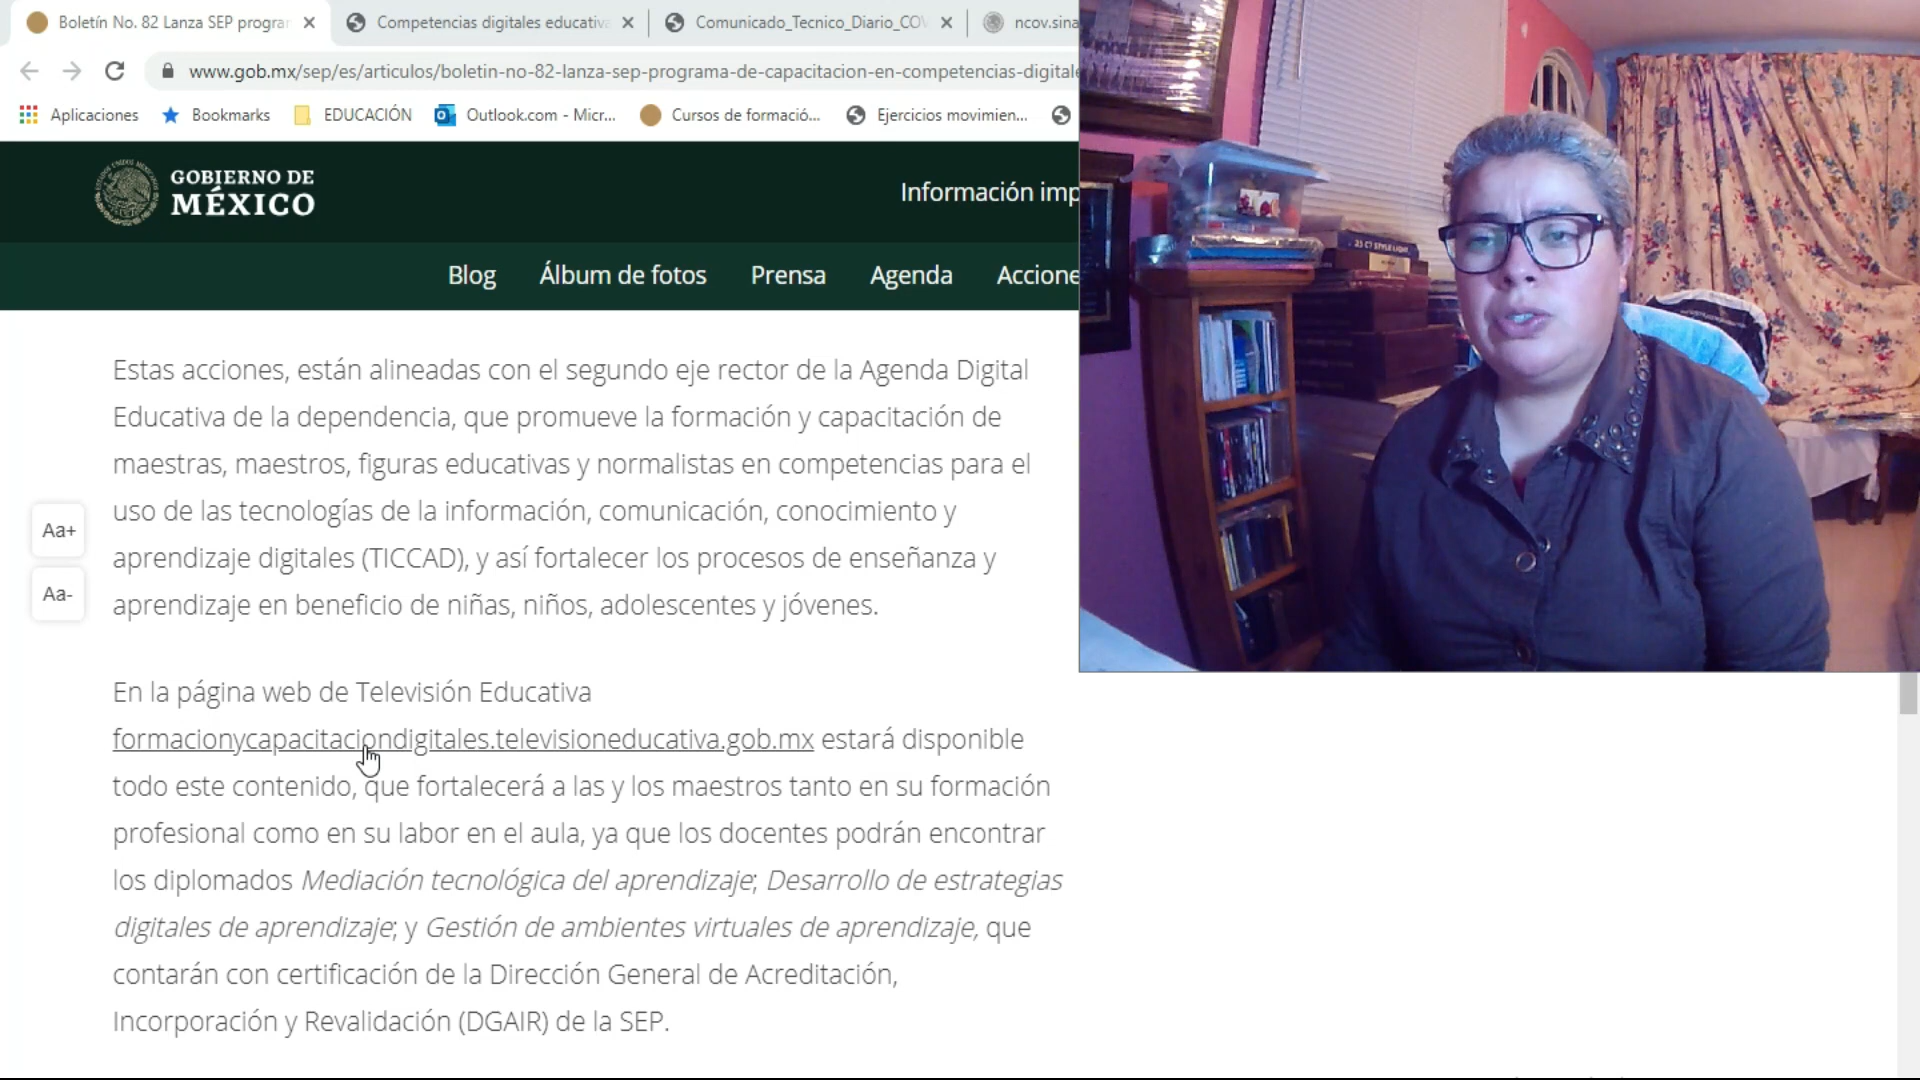 Boletín No. 82 Lanza SEP progra
Competencias digitales educativ
Comunicado_Tecnico_Diario_CO
ncov.sina
www.gob.mx/sep/es/articulos/boletin-no-82-lanza-sep-programa-de-capacitacion-en-competencias-digitale
Aplicaciones
Bookmarks
EDUCACIÓN
Outlook.com - Micr...
Cursos de formació...
Ejercicios movimien...
GOBIERNO DE
MÉXICO
Información imp
Blog
Álbum de fotos
Prensa
Agenda
Accione
Estas acciones, están alineadas con el segundo eje rector de la Agenda Digital
Educativa de la dependencia, que promueve la formación y capacitación de
maestras, maestros, figuras educativas y normalistas en competencias para el
uso de las tecnologías de la información, comunicación, conocimiento y
aprendizaje digitales (TICCAD), y así fortalecer los procesos de enseñanza y
aprendizaje en beneficio de niñas, niños, adolescentes y jóvenes.
Aa+
Aa-
En la página web de Televisión Educativa
formacionycapacitaciondigitales.televisioneducativa.gob.mx estará disponible
todo este contenido, que fortalecerá a las y los maestros tanto en su formación
profesional como en su labor en el aula, ya que los docentes podrán encontrar
los diplomados Mediación tecnológica del aprendizaje; Desarrollo de estrategias
digitales de aprendizaje; y Gestión de ambientes virtuales de aprendizaje, que
contarán con certificación de la Dirección General de Acreditación,
Incorporación y Revalidación (DGAIR) de la SEP.